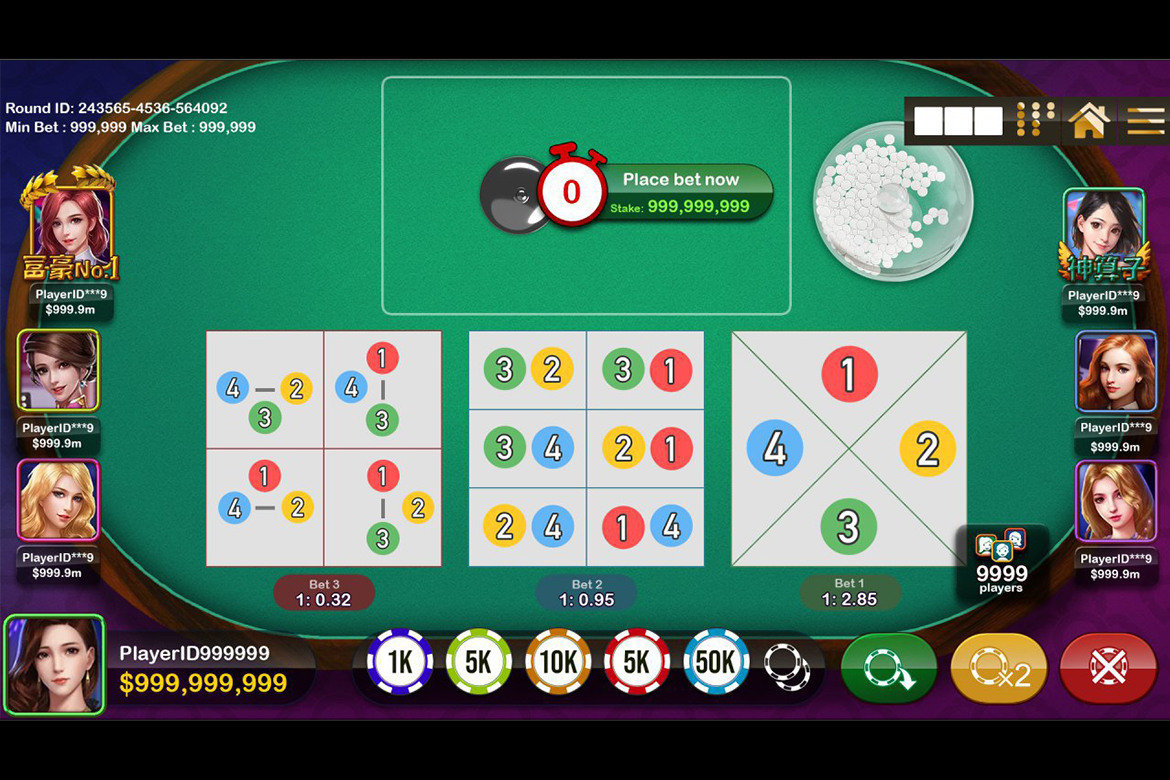 Round ID: 243565-4536-564092
Min Bet : 999,999 Max Bet : 999,999
0
Place bet now
Stake: 999,999,999
富豪No.1
PlayerID***9
$999.9m
PlayerID***9
$999.9m
PlayerID***9
$999.9m
神算子
PlayerID***9
$999.9m
PlayerID***9
$999.9m
PlayerID***9
$999.9m
4 2
3
1
4
3
1
4 2
1
2
3
3 2
3 1
3 4
2 1
2 4
1 4
1
4 2
3
Bet 3
1: 0.32
Bet 2
1: 0.95
Bet 1
1: 2.85
9999
players
PlayerID999999
$999,999,999
1K
5K
10K
5K
50K
x2